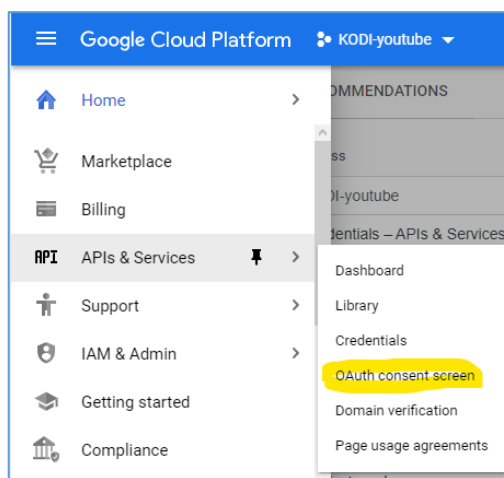 Google Cloud Platform KODI-youtube
Home
OMMENDATIONS
Marketplace
ss
Billing
DI-youtube
dentials – APIs & Services
API APIs & Services
Dashboard
Support
Library
IAM & Admin
Credentials
OAuth consent screen
Getting started
Domain verification
Compliance
Page usage agreements